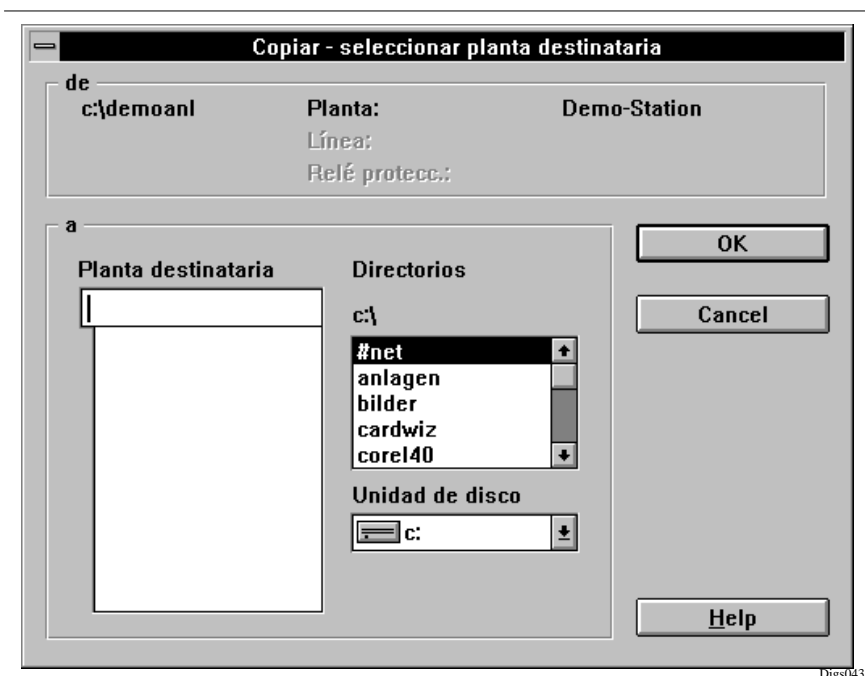 Copiar - seleccionar planta destinataria
de
c:\demoanl Planta: Demo-Station
Línea:
Relé protecc.:
a
Planta destinataria
Directorios
c:\
#net
anlagen
bilder
cardwiz
corel40
Unidad de disco
c:
OK
Cancel
Help
Digs043